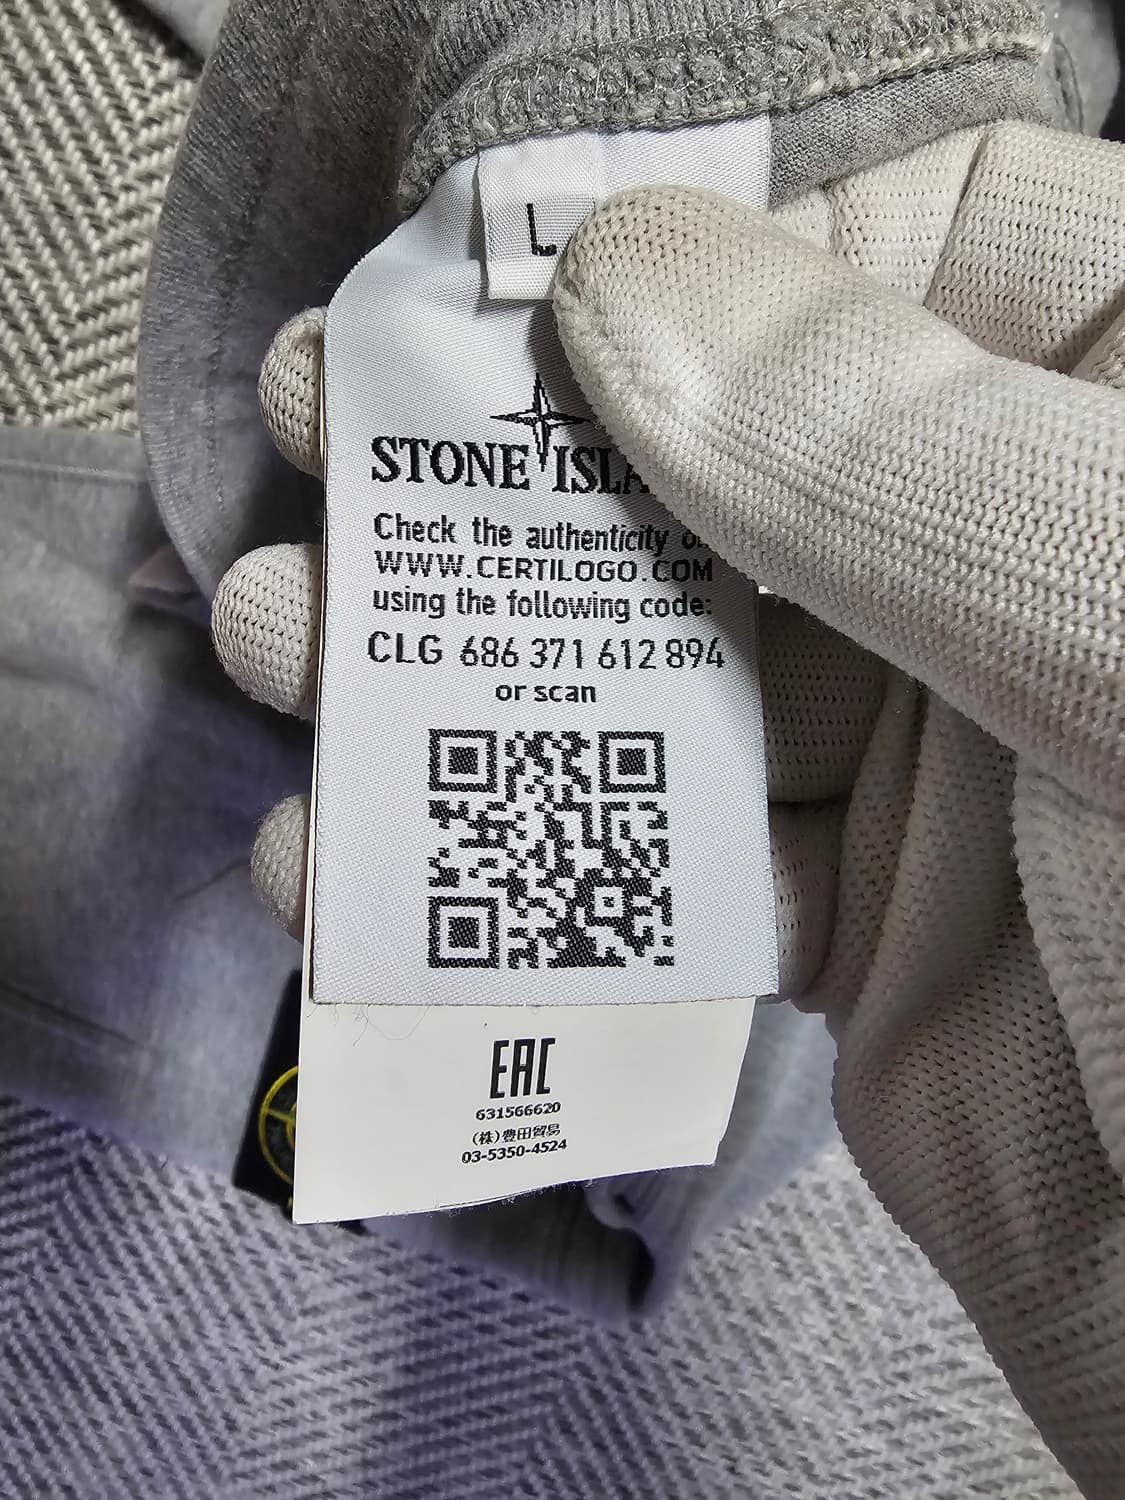 L
STONE ISLA
Check the authenticity o
WWW.CERTILOGO.COM
using the following code:
CLG 686 371 612 894
or scan
EAC
631566620
(株)豊田貿易
03-5350-4524